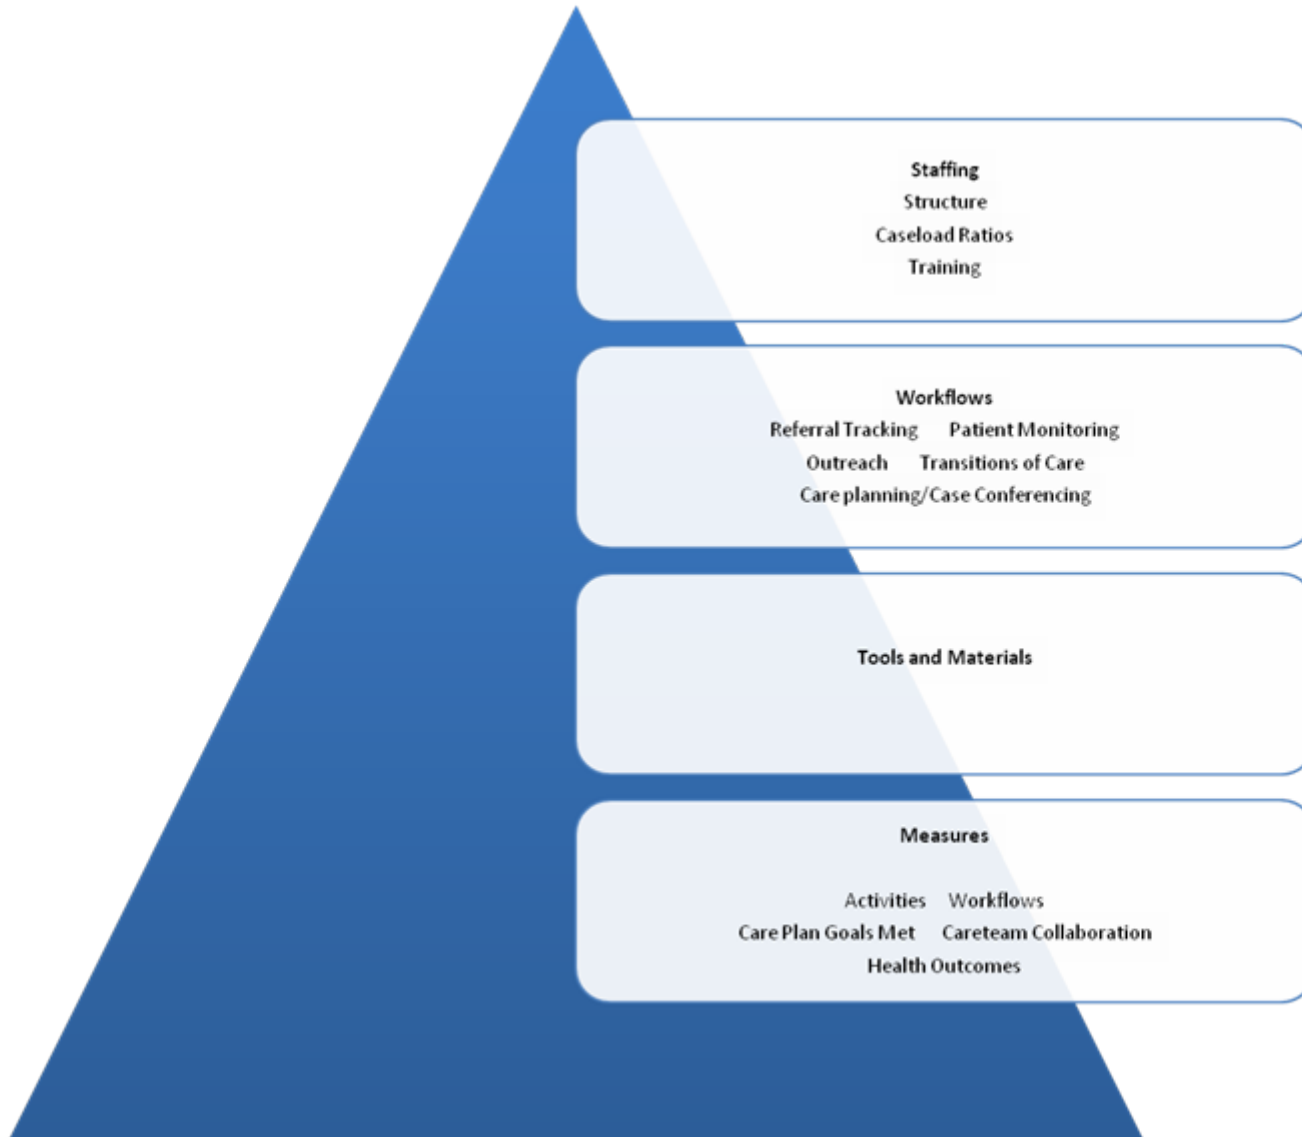 Staffing
Structure
Caseload Ratios
Training
Workflows
Referral Tracking Patient Monitoring
Outreach Transitions of Care
Care planning/Case Conferencing
Tools and Materials
Measures
Activities Workflows
Care Plan Goals Met Careteam Collaboration
Health Outcomes